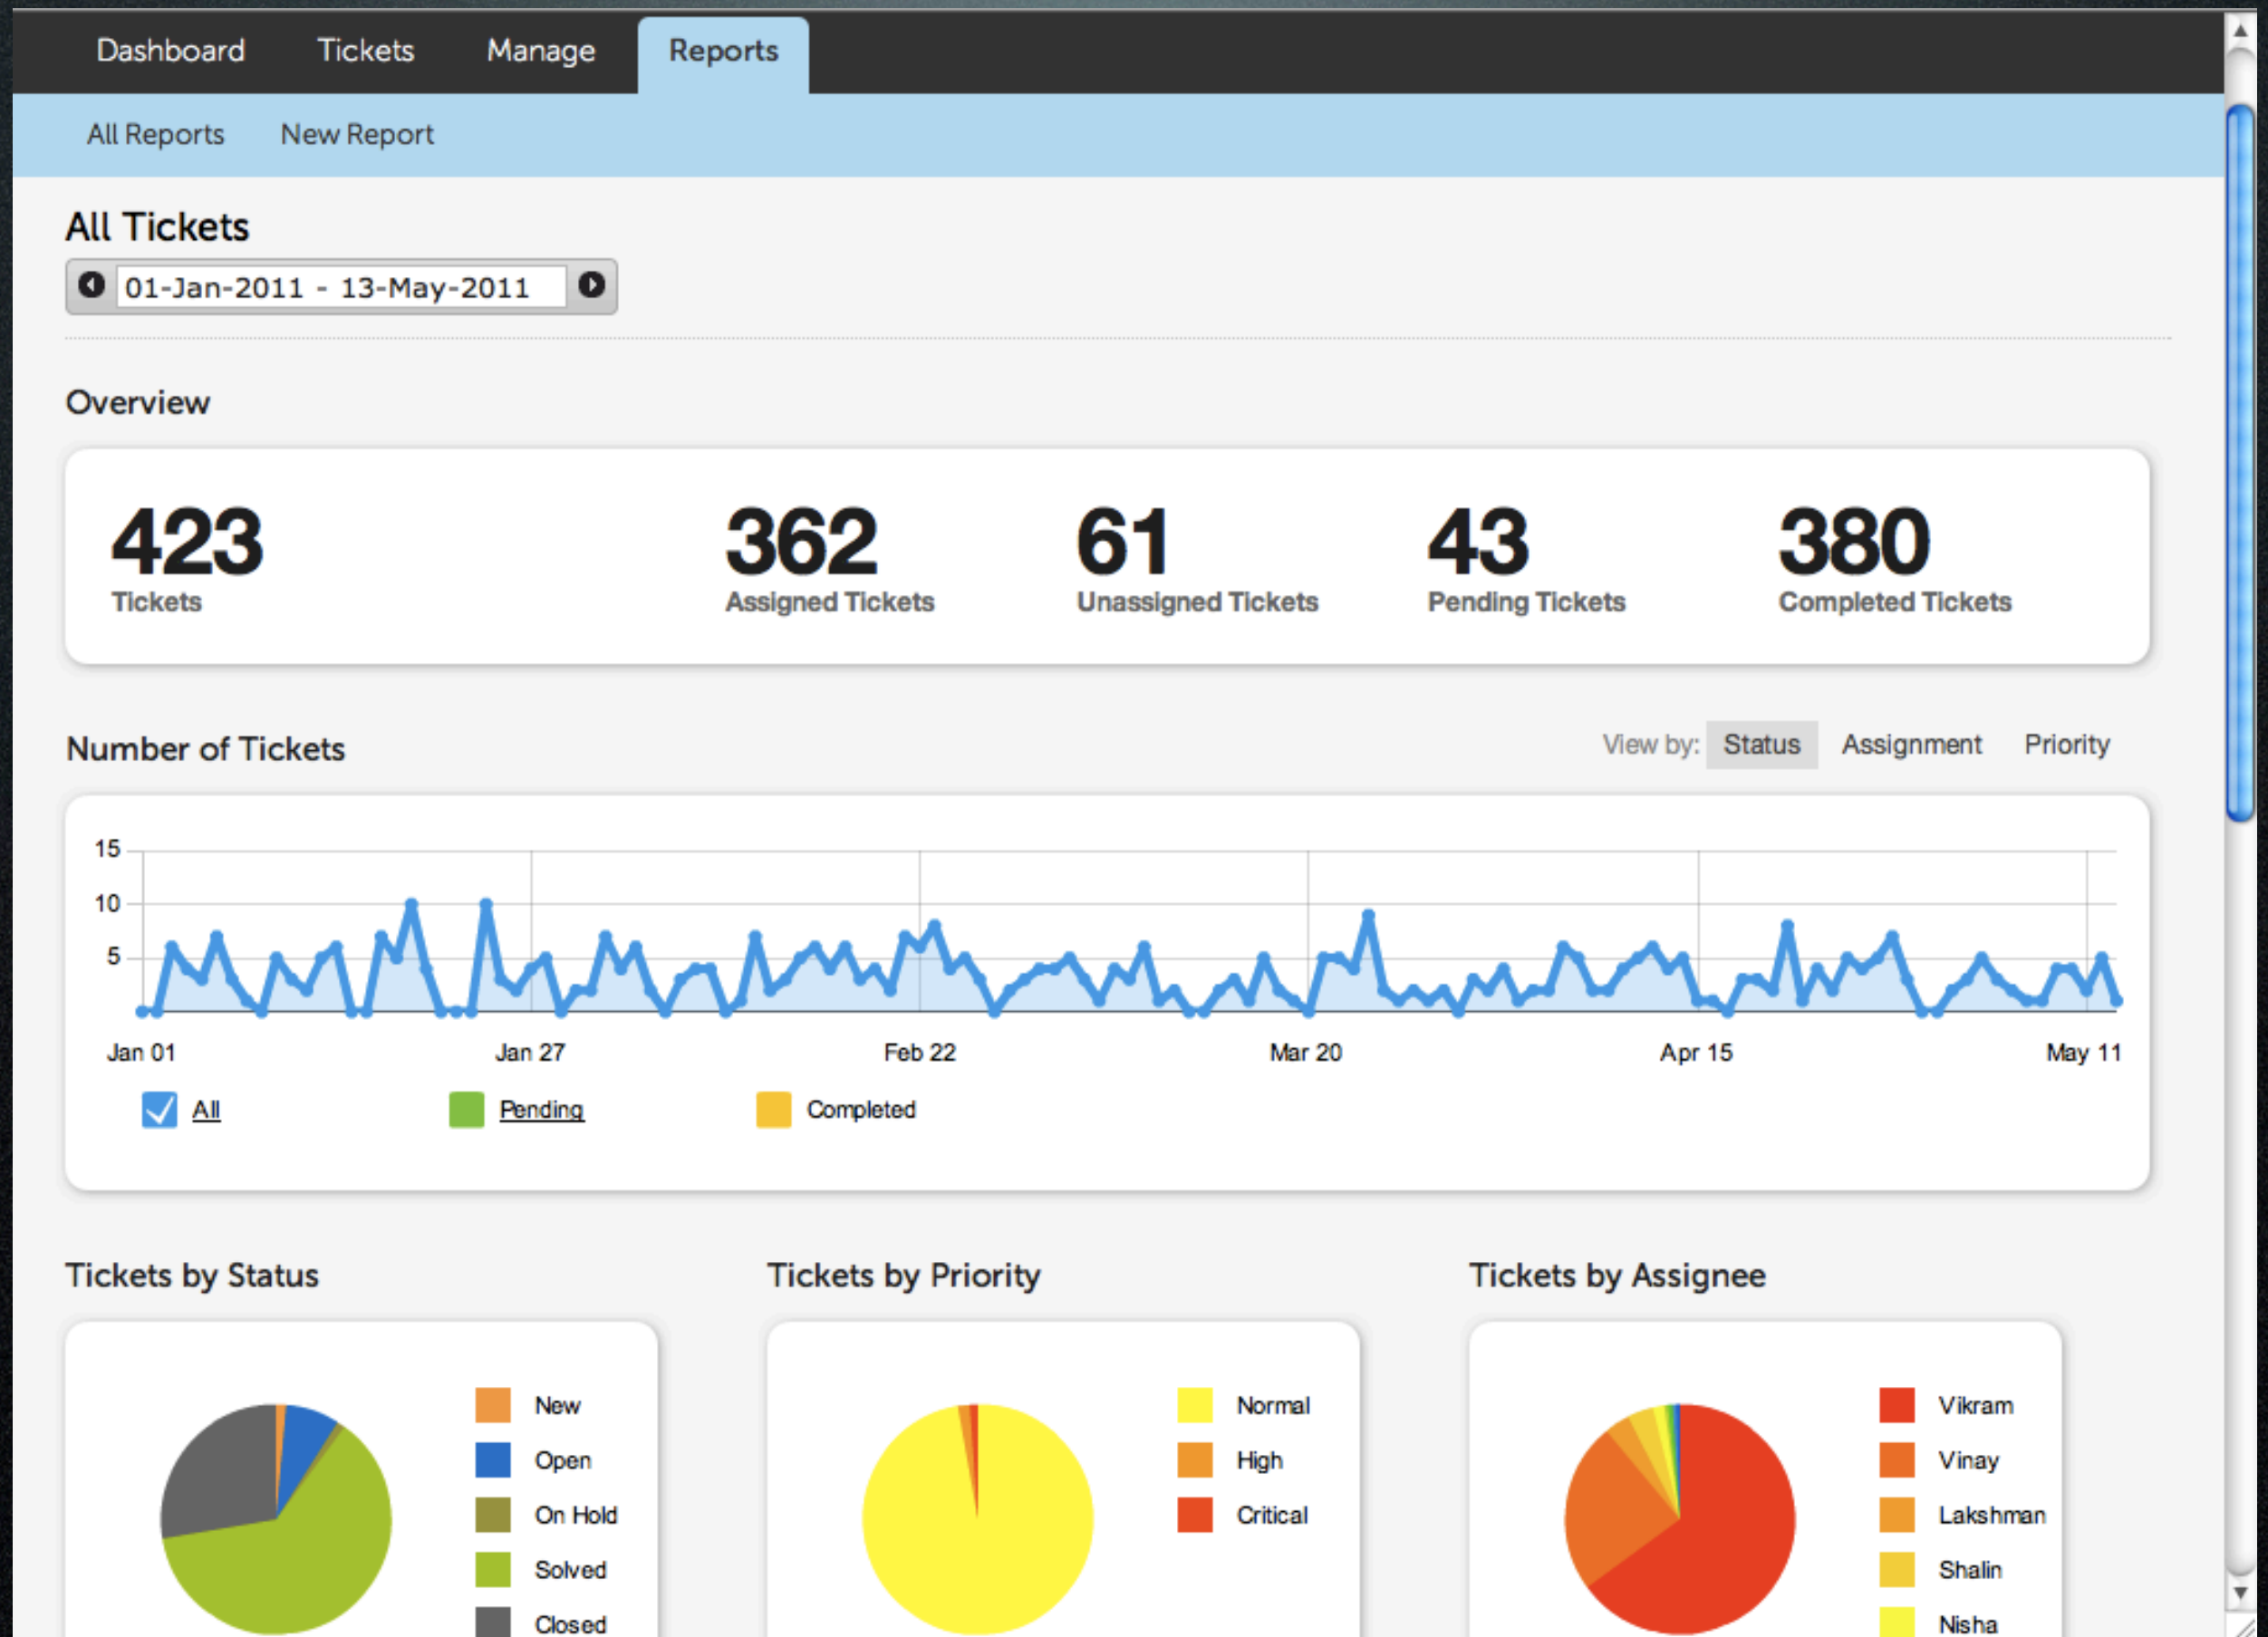 Dashboard Tickets Manage Reports
All Reports New Report
All Tickets
01-Jan-2011 - 13-May-2011
Overview
423 362 61 43 380
Tickets Assigned Tickets Unassigned Tickets Pending Tickets Completed Tickets
Number of Tickets View by: Status Assignment Priority
15
10
5
Jan 01 Jan 27 Feb 22 Mar 20 Apr 15 May 11
All Pending Completed
Tickets by Status Tickets by Priority Tickets by Assignee
New Normal Vikram
Open High Vinay
On Hold Critical Lakshman
Solved Shalin
Closed Nisha